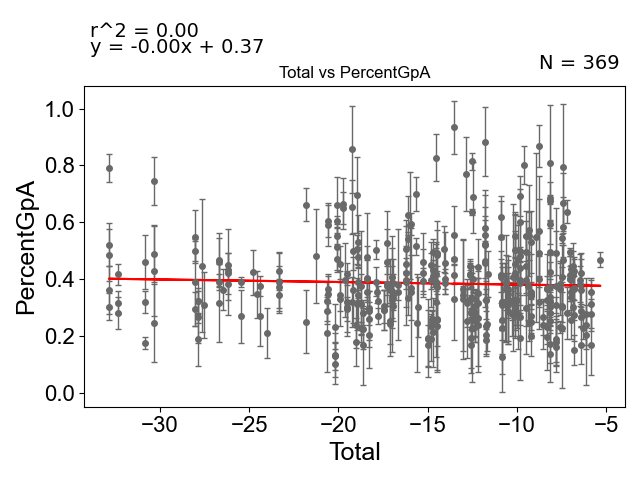 r^2 = 0.00
y = -0.00x + 0.37
N = 369
Total vs PercentGpA
PercentGpA
1.0
0.8
0.6
0.4
0.2
0.0
−30
−25
−20
−15
−10
−5
Total